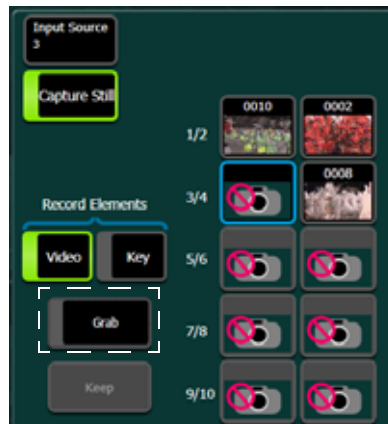 Input Source
3
Capture Still
0010 0002
1/2
0008
Record Elements
3/4
Video Key
5/6
Grab
7/8
Keep
9/10